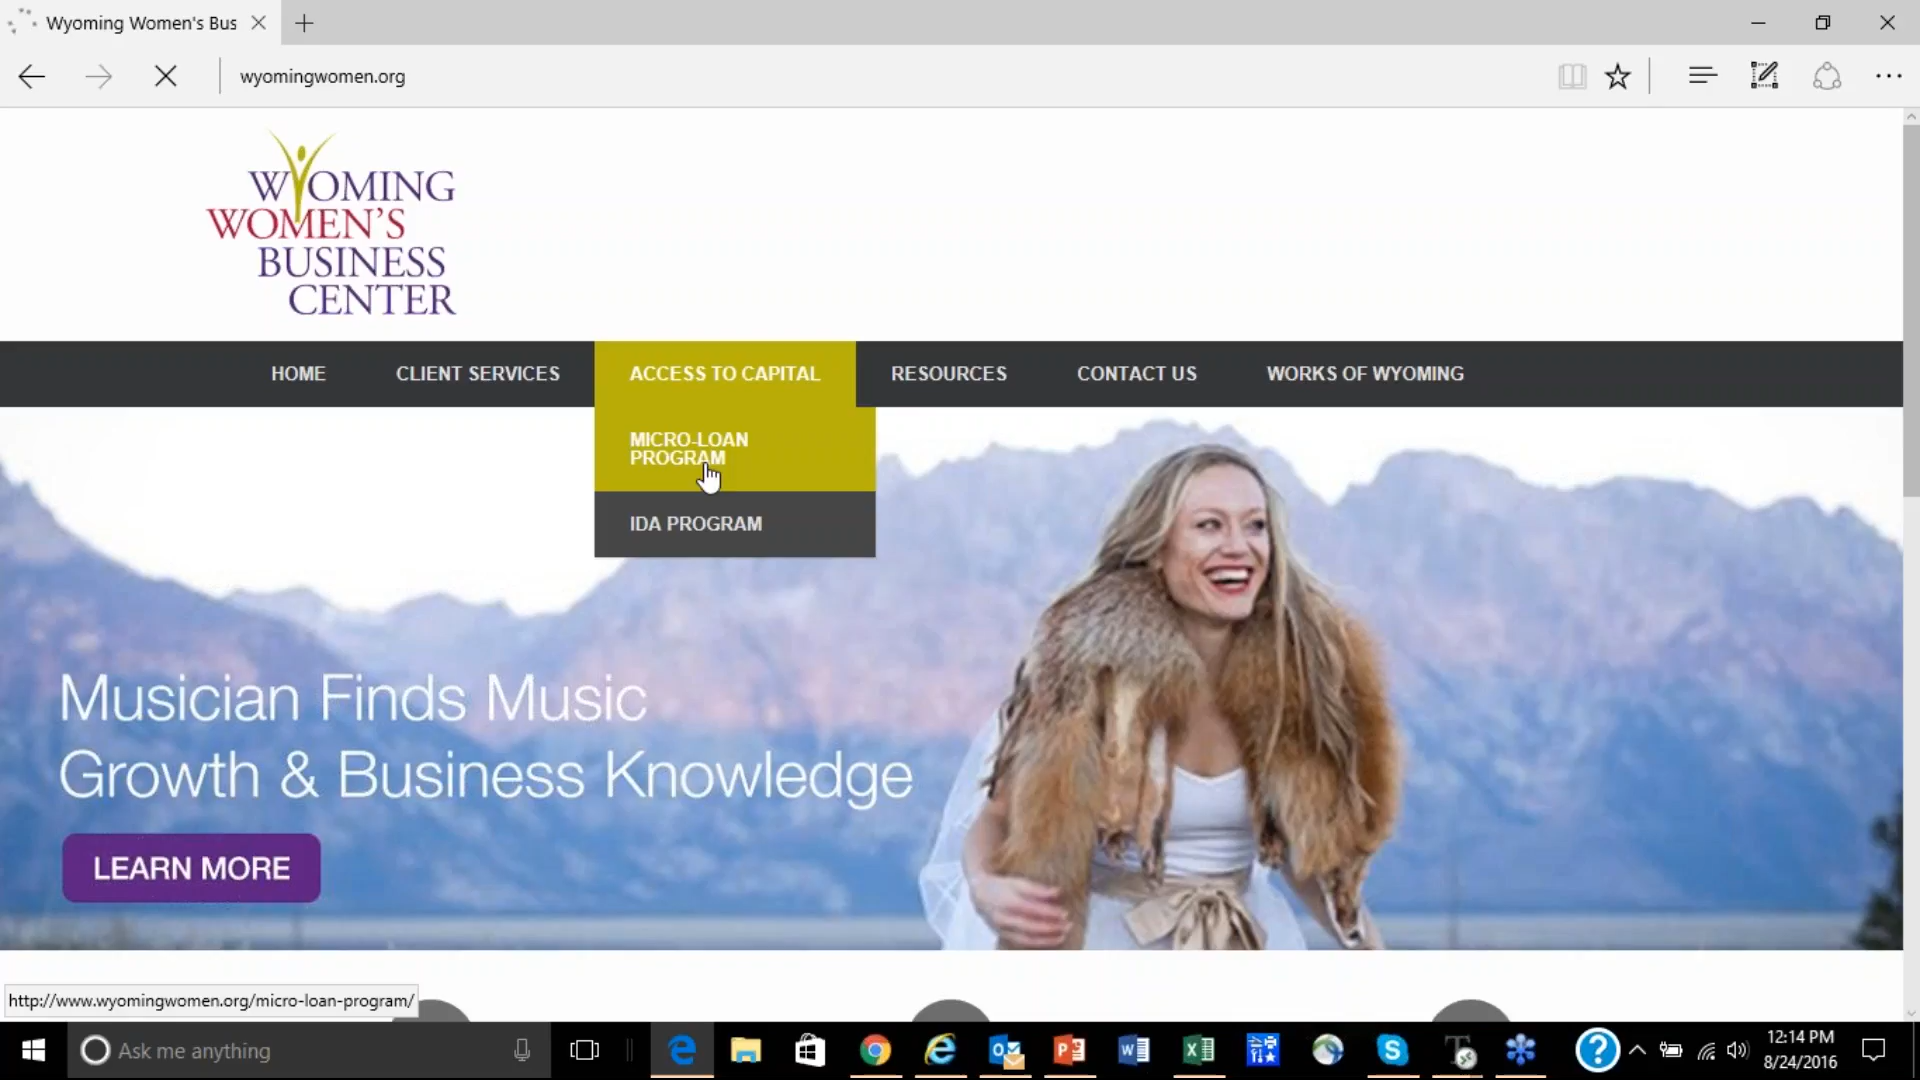 Wyoming Women's Bus
wyomingwomen.org
WYOMING
WOMEN'S
BUSINESS
CENTER
HOME CLIENT SERVICES ACCESS TO CAPITAL RESOURCES CONTACT US WORKS OF WYOMING
MICRO-LOAN
PROGRAM
IDA PROGRAM
Musician Finds Music
Growth & Business Knowledge
LEARN MORE
http://www.wyomingwomen.org/micro-loan-program/
Ask me anything
12:14 PM
8/24/2016